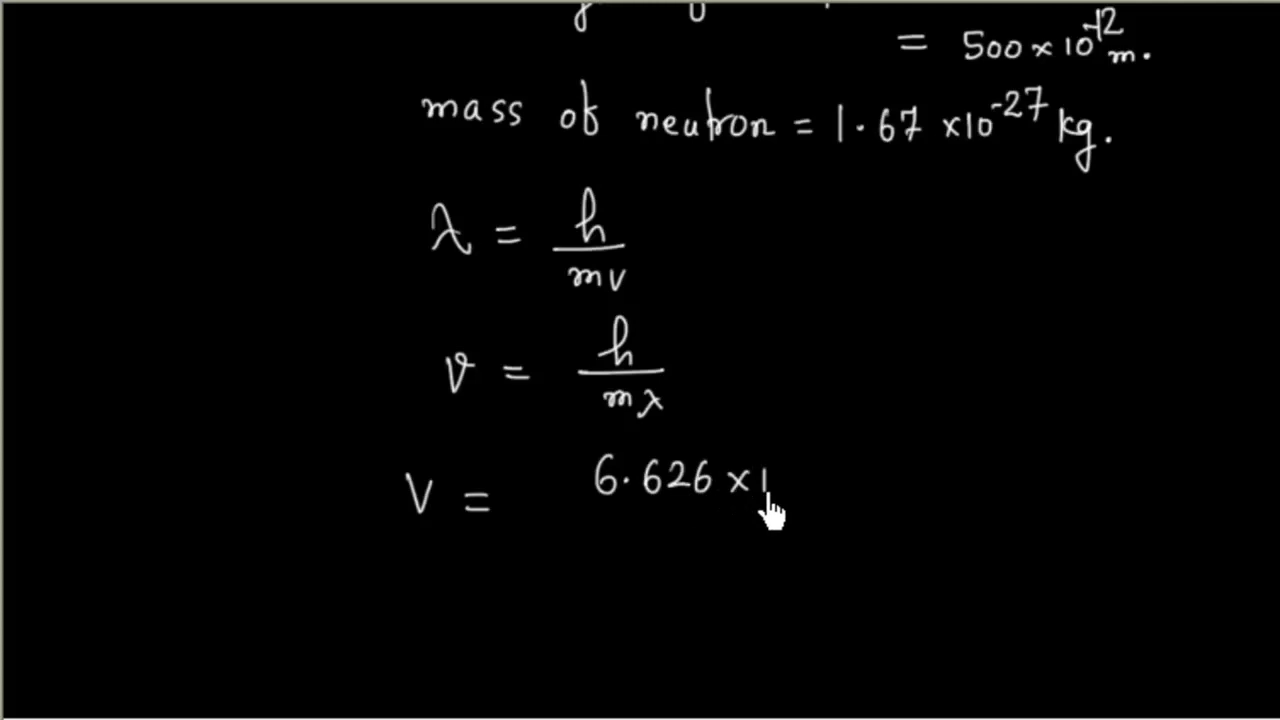 = 500 × 10⁻¹² m.
mass of neutron = 1.67 × 10⁻²⁷ kg.
λ = h / mv
v = h / mλ
V = 6.626 × 1